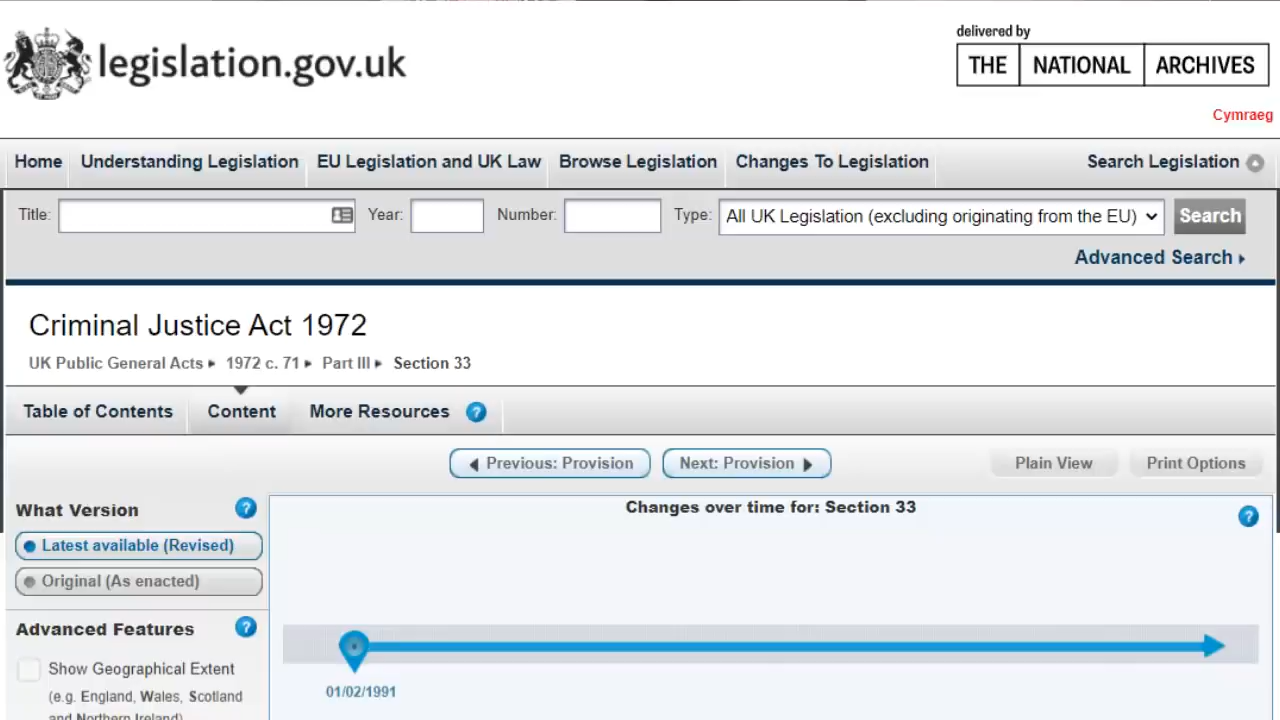 legislation.gov.uk
delivered by
THE NATIONAL ARCHIVES
Cymraeg
Home Understanding Legislation EU Legislation and UK Law Browse Legislation Changes To Legislation Search Legislation
Title: Year: Number: Type: All UK Legislation (excluding originating from the EU) Search
Advanced Search
Criminal Justice Act 1972
UK Public General Acts 1972 c. 71 Part III Section 33
Table of Contents Content More Resources ?
Previous: Provision Next: Provision Plain View Print Options
What Version ?
Latest available (Revised)
Original (As enacted)
Advanced Features ?
Show Geographical Extent
(e.g. England, Wales, Scotland
and Northern Ireland)
Changes over time for: Section 33
?
01/02/1991